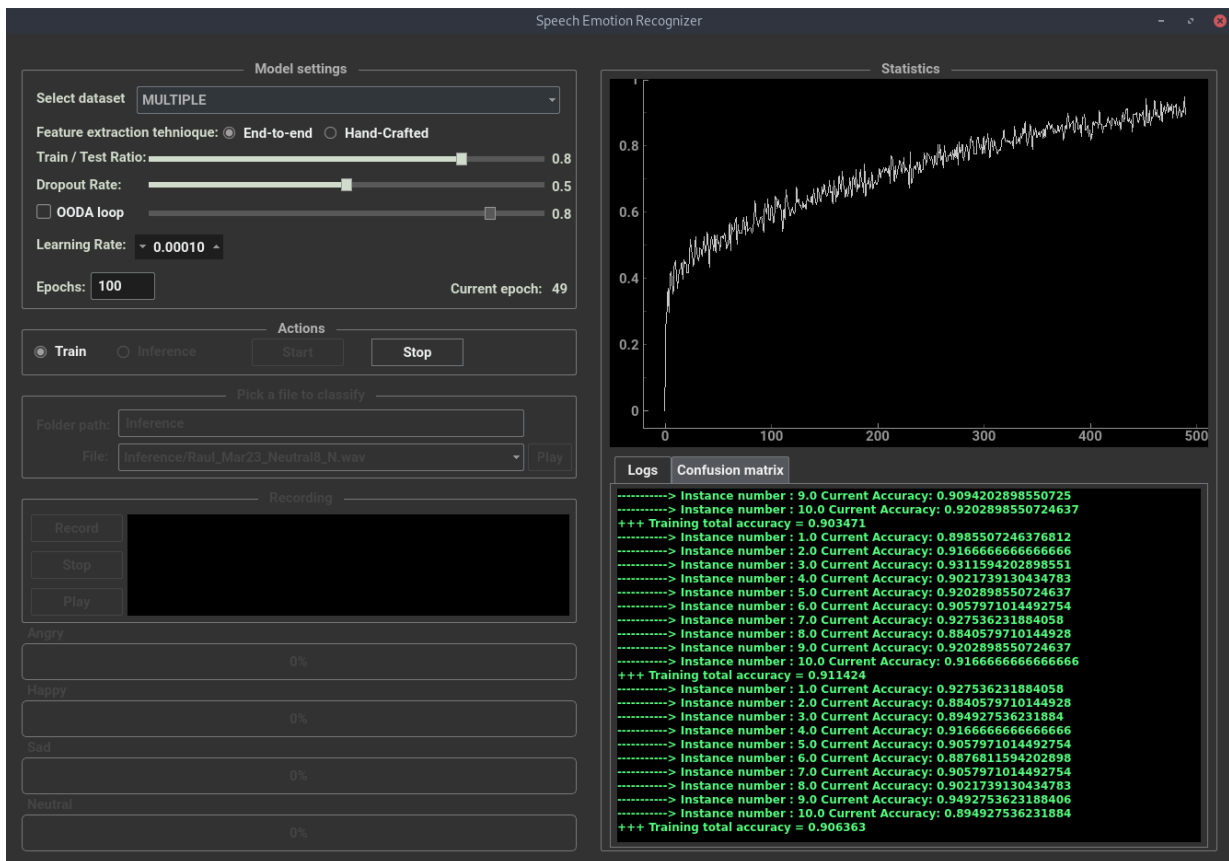 Speech Emotion Recognizer
Model settings
Select dataset MULTIPLE
Feature extraction tehnioque: End-to-end Hand-Crafted
Train / Test Ratio: 0.8
Dropout Rate: 0.5
OODA loop 0.8
Learning Rate: 0.00010
Epochs: 100 Current epoch: 49
Actions
Train Inference Start Stop
Pick a file to classify
Folder path: Inference
File: Inference/Raul_Mar23_Neutral8_N.wav Play
Recording
Record
Stop
Play
Angry
0%
Happy
0%
Sad
0%
Neutral
0%
Statistics
1
0.8
0.6
0.4
0.2
0
0 100 200 300 400 500
Logs Confusion matrix
-----------> Instance number : 9.0 Current Accuracy: 0.9094202898550725
-----------> Instance number : 10.0 Current Accuracy: 0.9202898550724637
+++ Training total accuracy = 0.903471
-----------> Instance number : 1.0 Current Accuracy: 0.8985507246376812
-----------> Instance number : 2.0 Current Accuracy: 0.9166666666666666
-----------> Instance number : 3.0 Current Accuracy: 0.9311594202898551
-----------> Instance number : 4.0 Current Accuracy: 0.9021739130434783
-----------> Instance number : 5.0 Current Accuracy: 0.9202898550724637
-----------> Instance number : 6.0 Current Accuracy: 0.9057971014492754
-----------> Instance number : 7.0 Current Accuracy: 0.927536231884058
-----------> Instance number : 8.0 Current Accuracy: 0.8840579710144928
-----------> Instance number : 9.0 Current Accuracy: 0.9202898550724637
-----------> Instance number : 10.0 Current Accuracy: 0.9166666666666666
+++ Training total accuracy = 0.911424
-----------> Instance number : 1.0 Current Accuracy: 0.927536231884058
-----------> Instance number : 2.0 Current Accuracy: 0.8840579710144928
-----------> Instance number : 3.0 Current Accuracy: 0.894927536231884
-----------> Instance number : 4.0 Current Accuracy: 0.9166666666666666
-----------> Instance number : 5.0 Current Accuracy: 0.9057971014492754
-----------> Instance number : 6.0 Current Accuracy: 0.8876811594202898
-----------> Instance number : 7.0 Current Accuracy: 0.9057971014492754
-----------> Instance number : 8.0 Current Accuracy: 0.9021739130434783
-----------> Instance number : 9.0 Current Accuracy: 0.9492753623188406
-----------> Instance number : 10.0 Current Accuracy: 0.894927536231884
+++ Training total accuracy = 0.906363